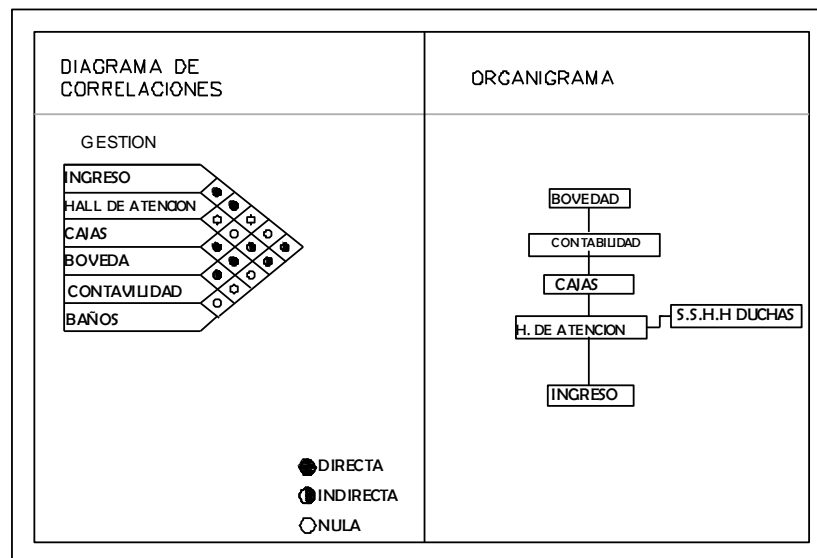 DIAGRAMA DE
CORRELACIONES
GESTION
INGRESO
HALL DE ATENCION
CAJAS
BOVEDA
CONTAVILIDAD
BAÑOS
DIRECTA
INDIRECTA
NULA
ORGANIGRAMA
BOVEDAD
CONTABILIDAD
CAJAS
H. DE ATENCION
S.S.H.H DUCHAS
INGRESO